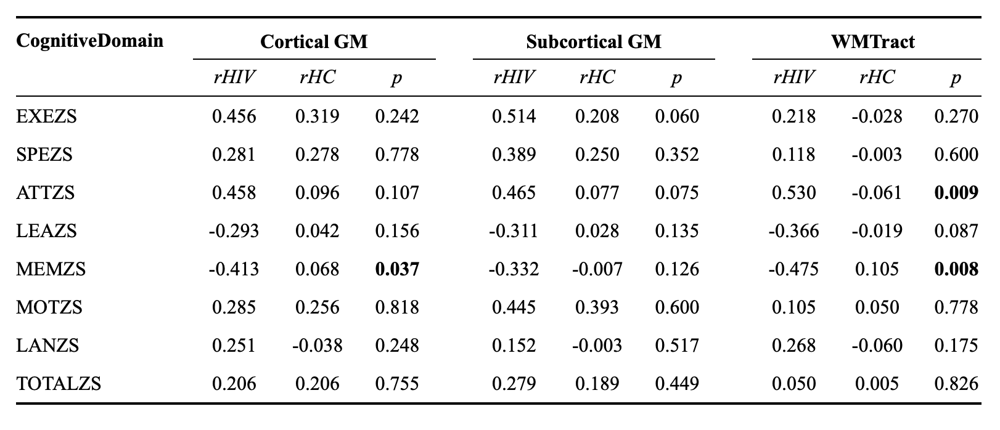 CognitiveDomain Cortical GM Subcortical GM WMTract
rHIV rHC p rHIV rHC p rHIV rHC p
EXEZS 0.456 0.319 0.242 0.514 0.208 0.060 0.218 -0.028 0.270
SPEZS 0.281 0.278 0.778 0.389 0.250 0.352 0.118 -0.003 0.600
ATTZS 0.458 0.096 0.107 0.465 0.077 0.075 0.530 -0.061 0.009
LEAZS -0.293 0.042 0.156 -0.311 0.028 0.135 -0.366 -0.019 0.087
MEMZS -0.413 0.068 0.037 -0.332 -0.007 0.126 -0.475 0.105 0.008
MOTZS 0.285 0.256 0.818 0.445 0.393 0.600 0.105 0.050 0.778
LANZS 0.251 -0.038 0.248 0.152 -0.003 0.517 0.268 -0.060 0.175
TOTALZS 0.206 0.206 0.755 0.279 0.189 0.449 0.050 0.005 0.826